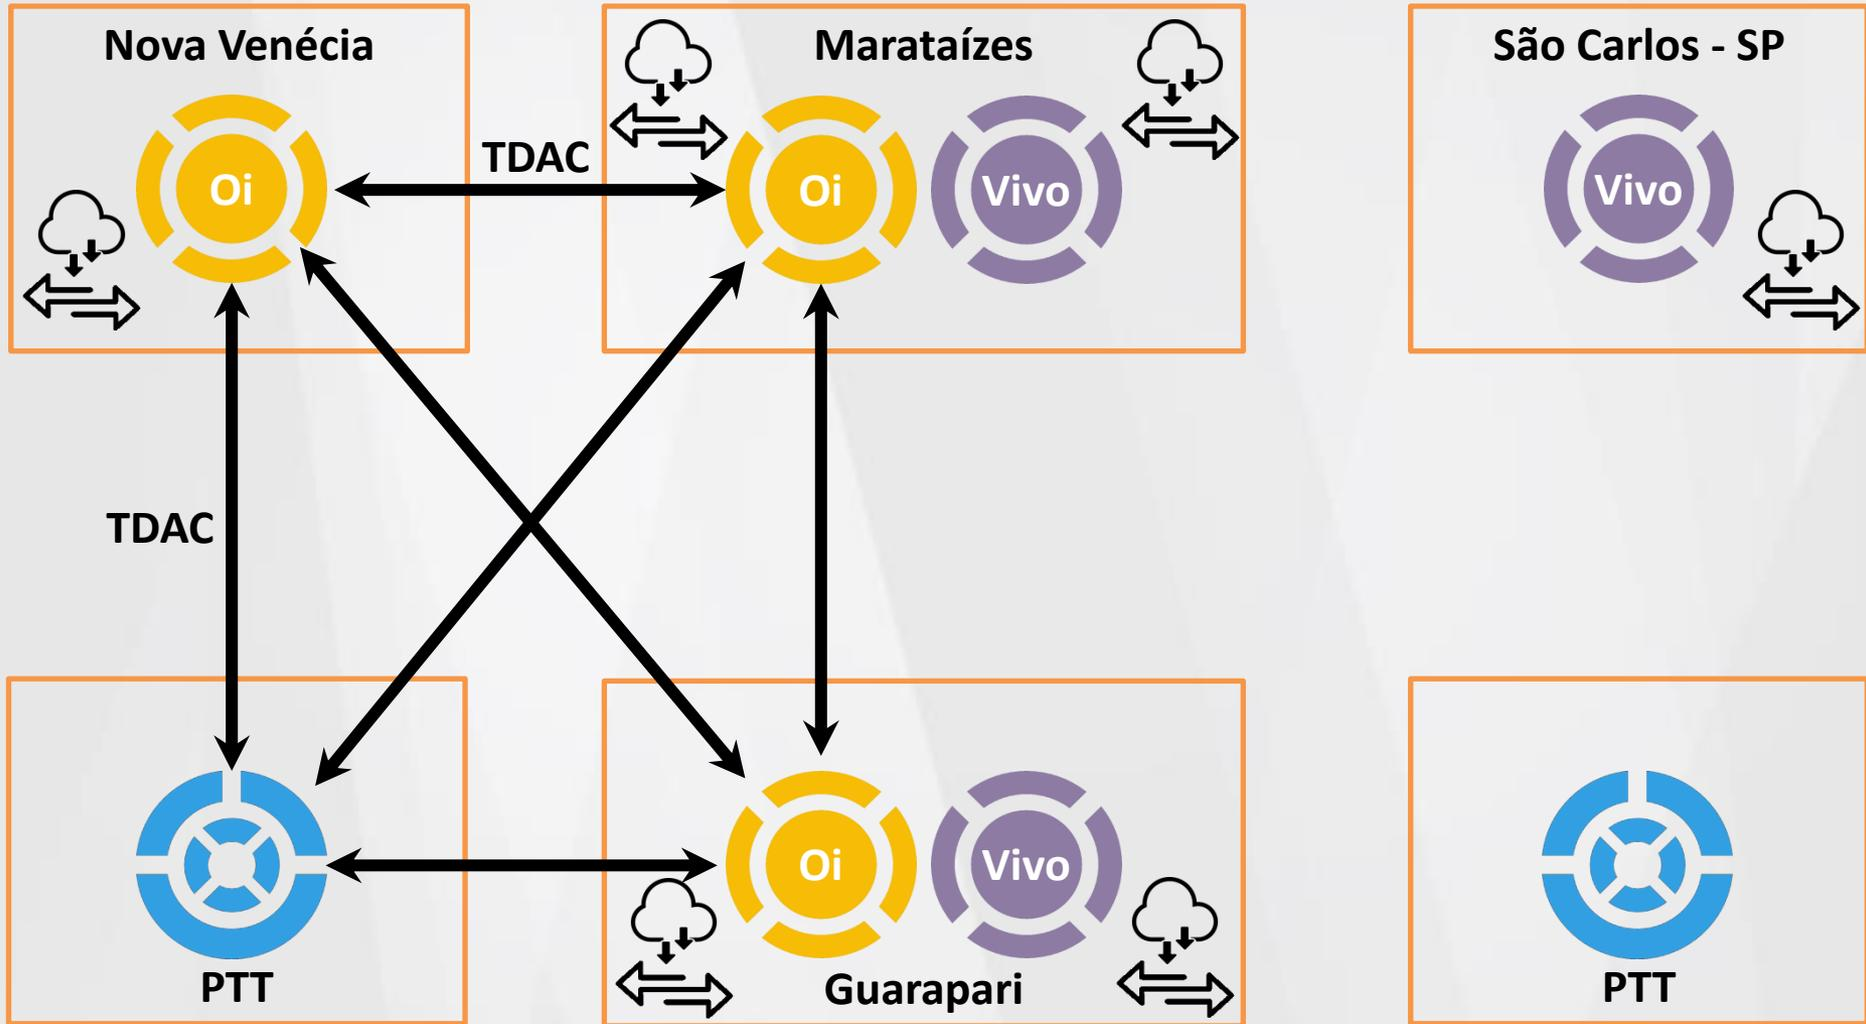 Nova Venécia
Marataízes
São Carlos - SP
Oi
TDAC
Oi
Vivo
Vivo
TDAC
Oi
Vivo
PTT
Guarapari
PTT